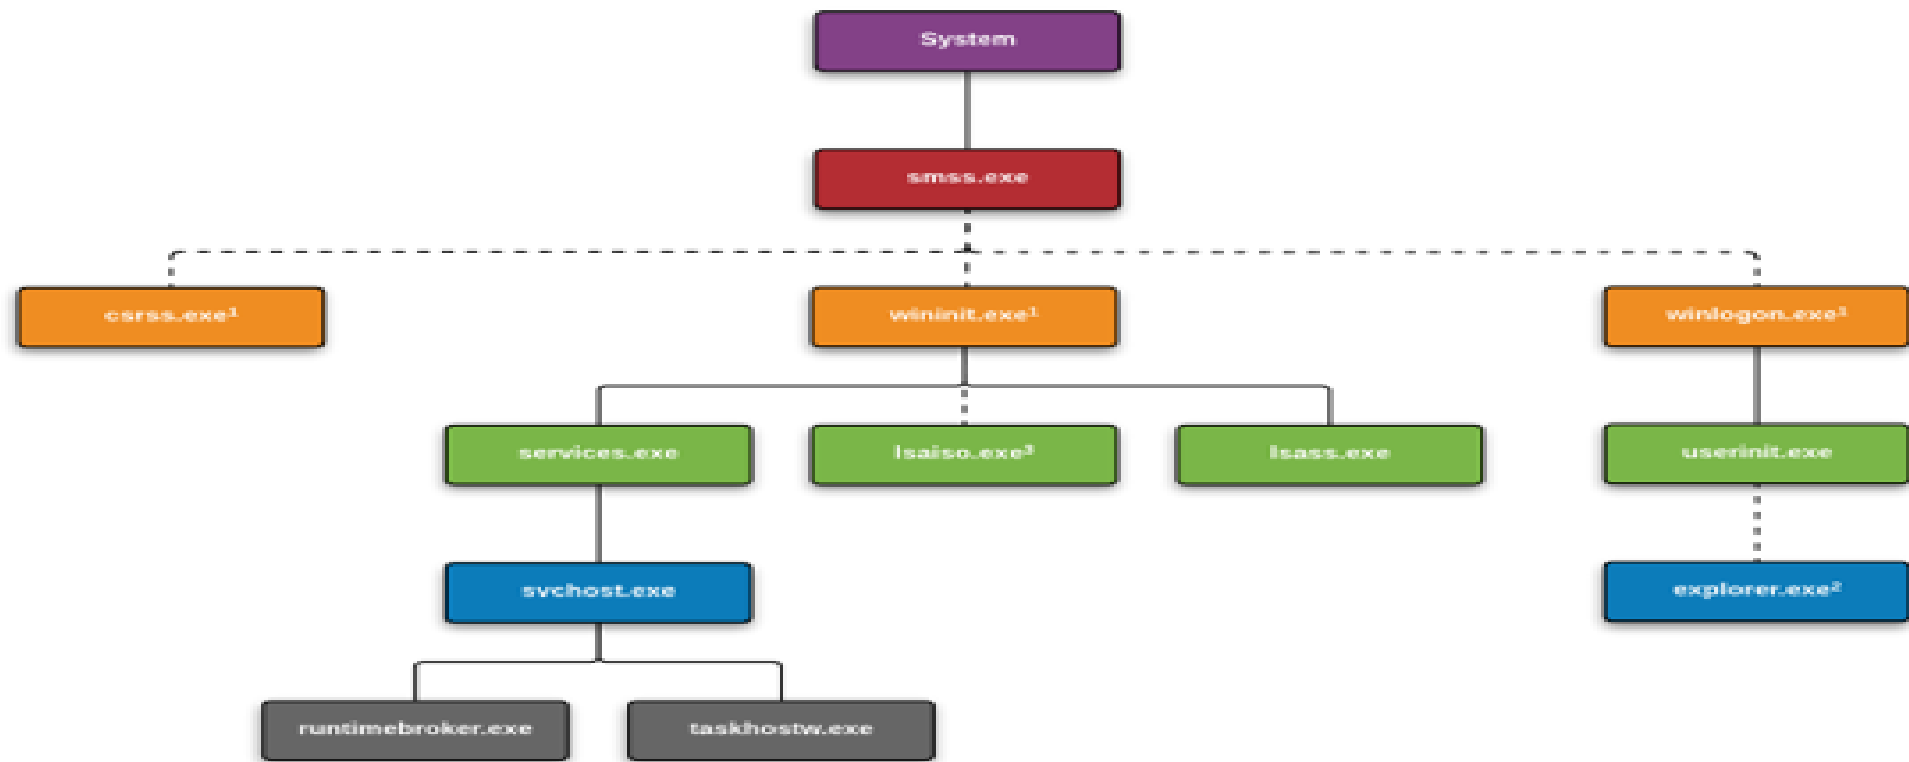 System
smss.exe
csrss.exe¹
wininit.exe¹
winlogon.exe¹
services.exe
lsaiso.exe³
lsass.exe
userinit.exe
svchost.exe
explorer.exe²
runtimebroker.exe
taskhostw.exe